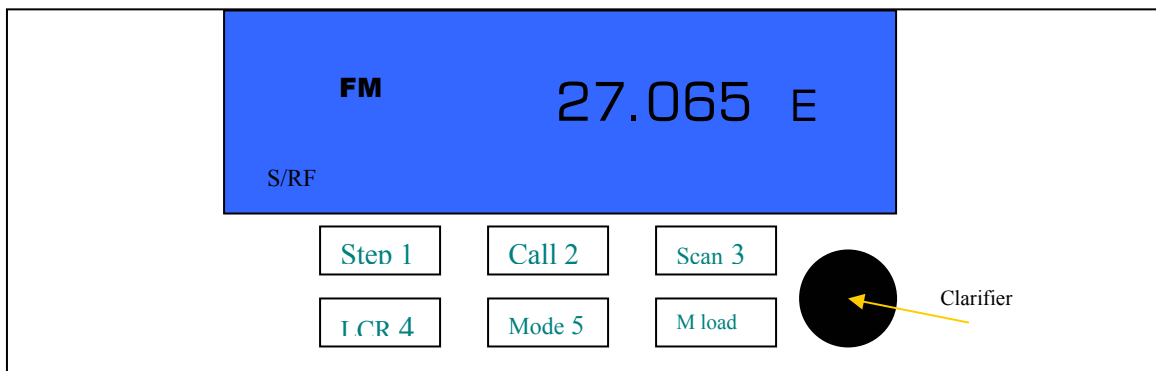 FM 27.065 E
S/RF
Step 1 Call 2 Scan 3
LCR 4 Mode 5 M load
Clarifier